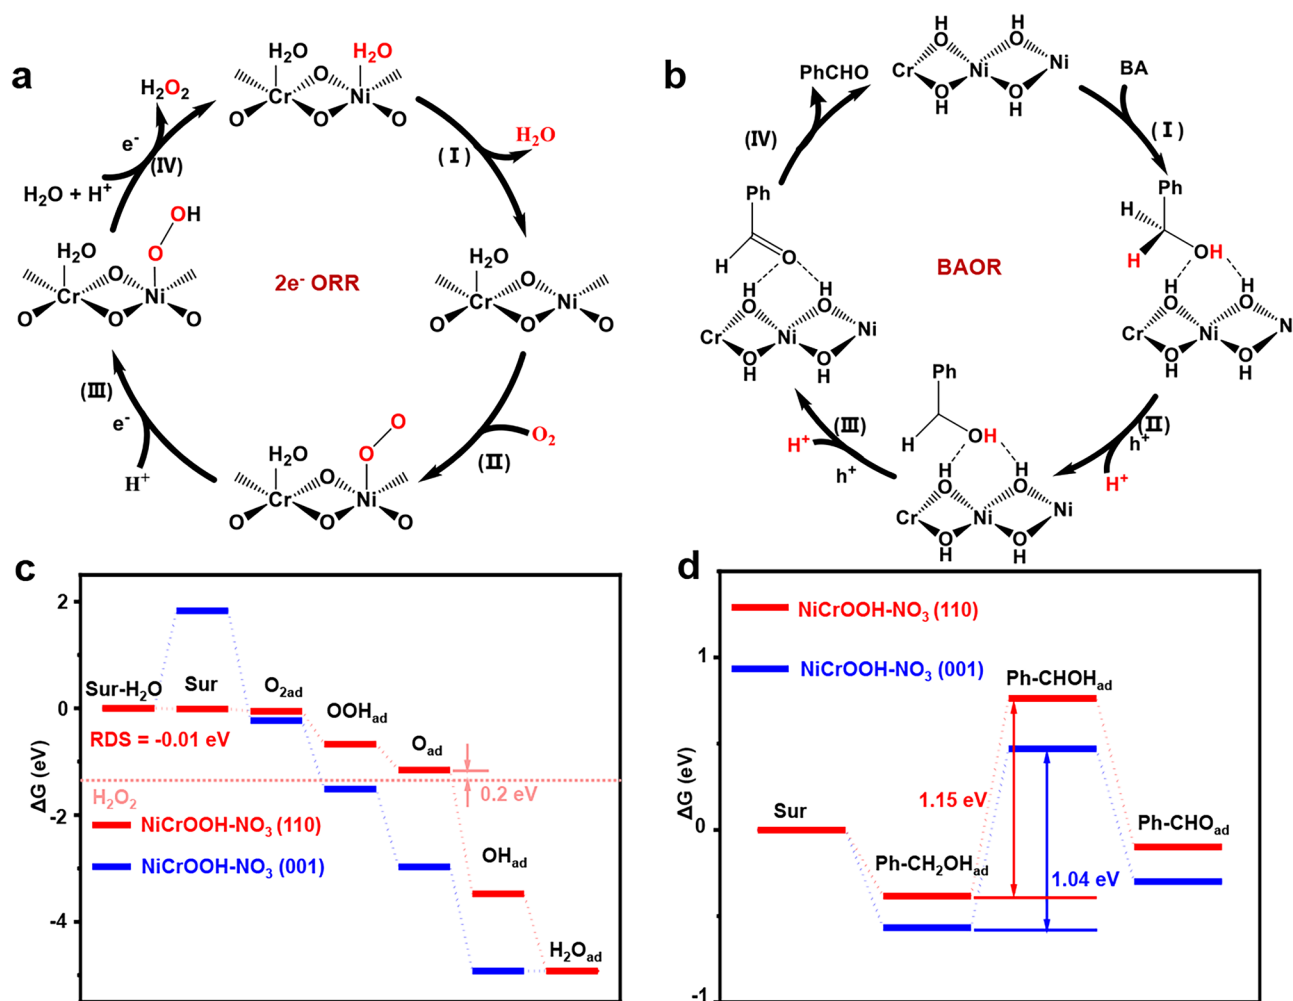 a
H₂O H₂O
O
Cr Ni
O O O
H₂O₂
e⁻
(IV)
H₂O + H⁺
(Ⅰ)
H₂O
OH
O
H₂O
O
Cr Ni
O O O
2e⁻ ORR
H₂O
O
Cr Ni
O O O
(Ⅲ)
e⁻
H⁺
O
O
H₂O
O
Cr Ni
O O O
O₂
(Ⅱ)
b
H H
O O
Cr Ni Ni
O O
H H
PhCHO
BA
(IV)
(Ⅰ)
Ph
H O
H H
O O
Cr Ni Ni
O O
H H
BAOR
Ph
H
H O H
H H
O O
Cr Ni N
O O
H H
(Ⅲ)
H⁺
h⁺
Ph
H OH
H H
O O
Cr Ni Ni
O O
H H
(Ⅱ)
h⁺
H⁺
c
ΔG (eV)
2
0
-2
-4
Sur-H₂O
Sur
O₂ad
OOHad
Oad
OHad
H₂Oad
RDS = -0.01 eV
0.2 eV
H₂O₂
NiCrOOH-NO₃ (110)
NiCrOOH-NO₃ (001)
d
ΔG (eV)
1
0
-1
NiCrOOH-NO₃ (110)
NiCrOOH-NO₃ (001)
Sur
Ph-CH₂OHad
Ph-CHOHad
Ph-CHOad
1.15 eV
1.04 eV